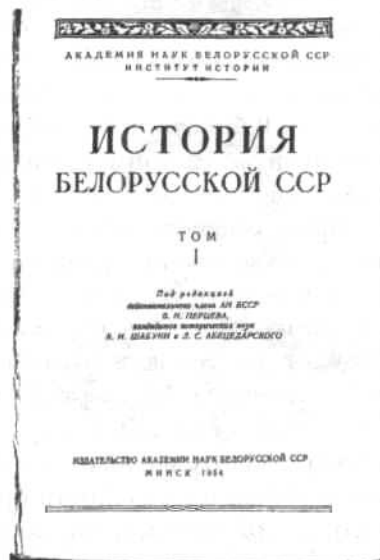 АКАДЕМИЯ НАУК БЕЛОРУССКОЙ ССР
ИНСТИТУТ ИСТОРИИ
ИСТОРИЯ
БЕЛОРУССКОЙ ССР
ТОМ
I
Под редакцией
действительного члена АН БССР
В. Н. ПЕРЦЕВА,
кандидатов исторических наук
К. И. ШАБУНИ и Л. С. АБЕЦЕДАРСКОГО
ИЗДАТЕЛЬСТВО АКАДЕМИИ НАУК БЕЛОРУССКОЙ ССР
МИНСК 1954